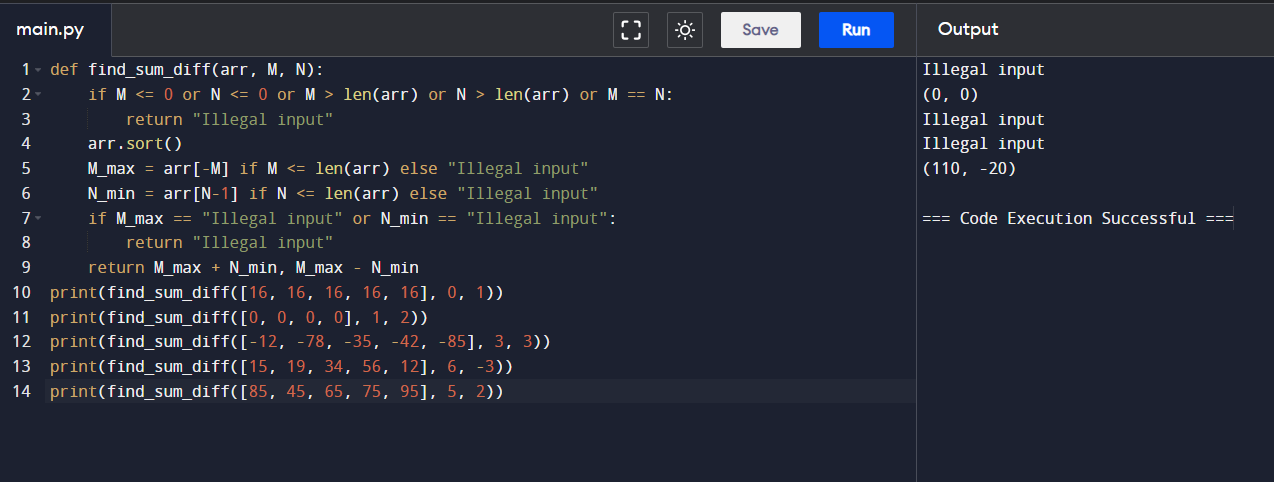 main.py Save Run Output
1 def find_sum_diff(arr, M, N):
2     if M <= 0 or N <= 0 or M > len(arr) or N > len(arr) or M == N:
3         return "Illegal input"
4     arr.sort()
5     M_max = arr[-M] if M <= len(arr) else "Illegal input"
6     N_min = arr[N-1] if N <= len(arr) else "Illegal input"
7     if M_max == "Illegal input" or N_min == "Illegal input":
8         return "Illegal input"
9     return M_max + N_min, M_max - N_min
10 print(find_sum_diff([16, 16, 16, 16, 16], 0, 1))
11 print(find_sum_diff([0, 0, 0, 0], 1, 2))
12 print(find_sum_diff([-12, -78, -35, -42, -85], 3, 3))
13 print(find_sum_diff([15, 19, 34, 56, 12], 6, -3))
14 print(find_sum_diff([85, 45, 65, 75, 95], 5, 2))
Illegal input
(0, 0)
Illegal input
Illegal input
(110, -20)
=== Code Execution Successful ===